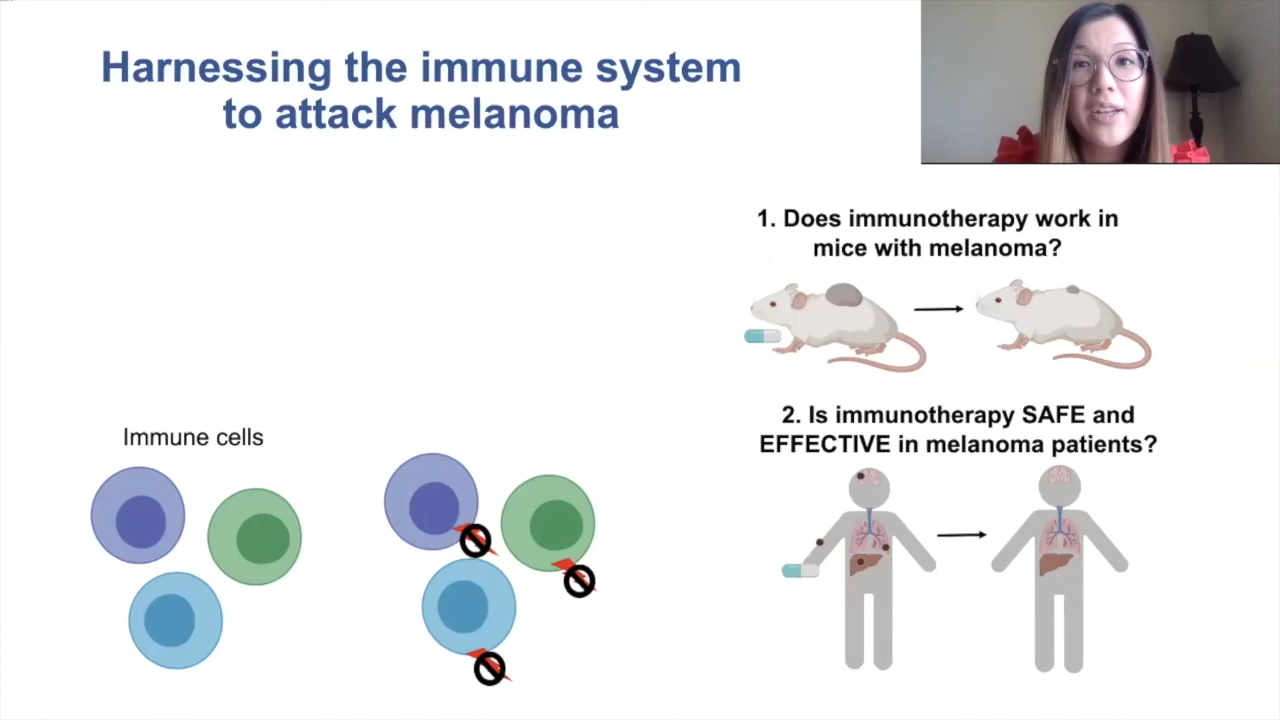 Harnessing the immune system
to attack melanoma
1. Does immunotherapy work in
mice with melanoma?
2. Is immunotherapy SAFE and
EFFECTIVE in melanoma patients?
Immune cells